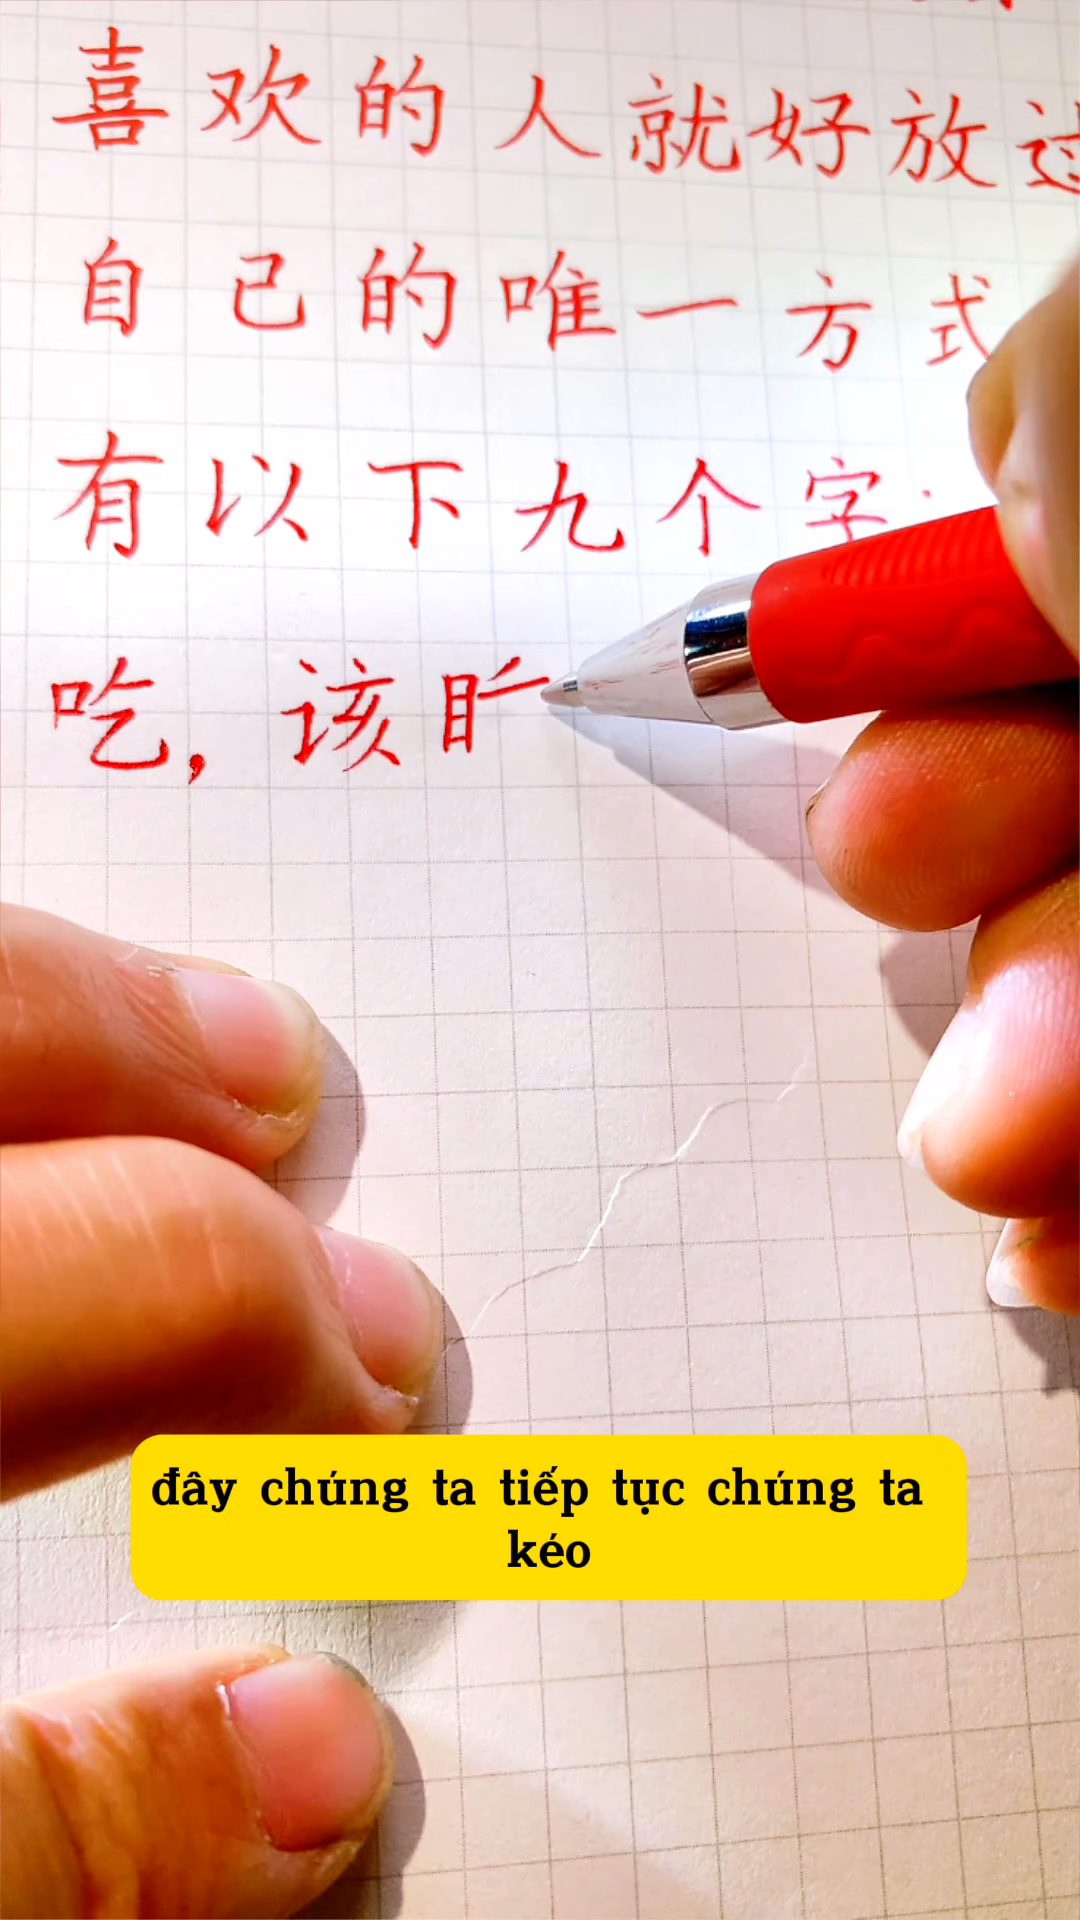 喜欢的人就好放过
自己的唯一方式
有以下九个字
吃，该
đây chúng ta tiếp tục chúng ta
kéo